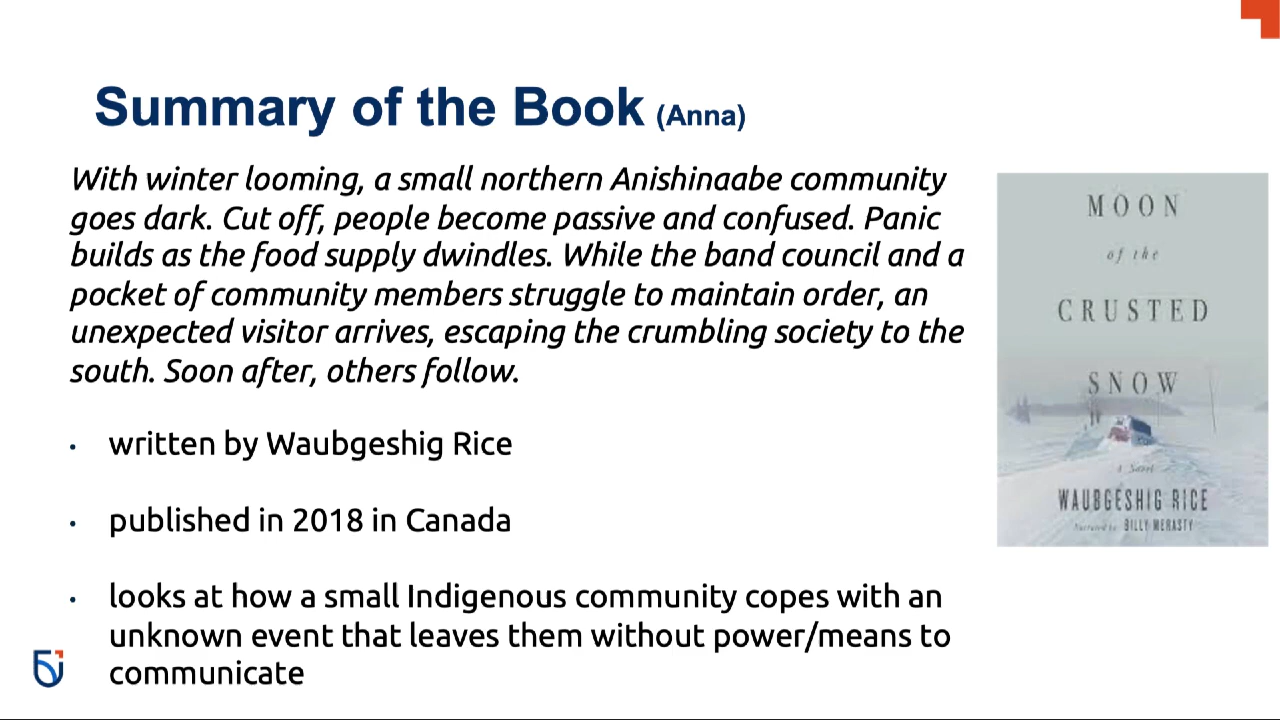 Summary of the Book (Anna)
With winter looming, a small northern Anishinaabe community
goes dark. Cut off, people become passive and confused. Panic
builds as the food supply dwindles. While the band council and a
pocket of community members struggle to maintain order, an
unexpected visitor arrives, escaping the crumbling society to the
south. Soon after, others follow.
• written by Waubgeshig Rice
• published in 2018 in Canada
• looks at how a small Indigenous community copes with an
unknown event that leaves them without power/means to
communicate
MOON
of the
CRUSTED
SNOW
A Novel
WAUBGESHIG RICE
Narrated by BILLY MERASTY